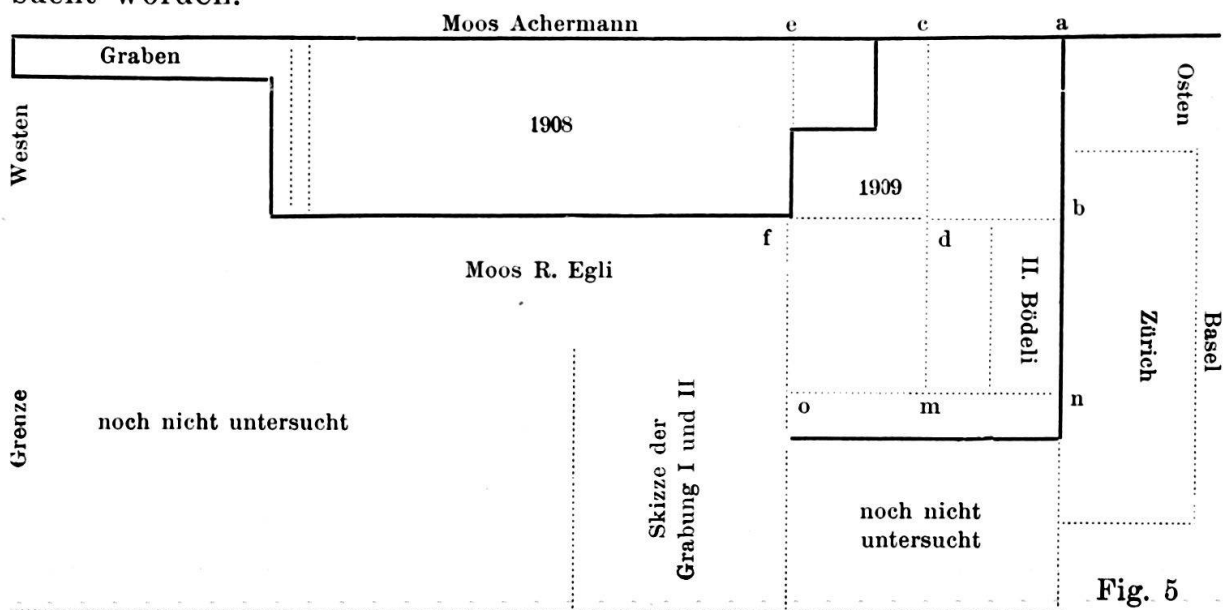 sucht worden.
Moos Achermann
e
c
a
Graben
Osten
Westen
1908
1909
b
f
d
Moos R. Egli
II. Bödeli
Zürich
Basel
Grenze
noch nicht untersucht
Skizze der
Grabung I und II
o
m
n
noch nicht
untersucht
Fig. 5